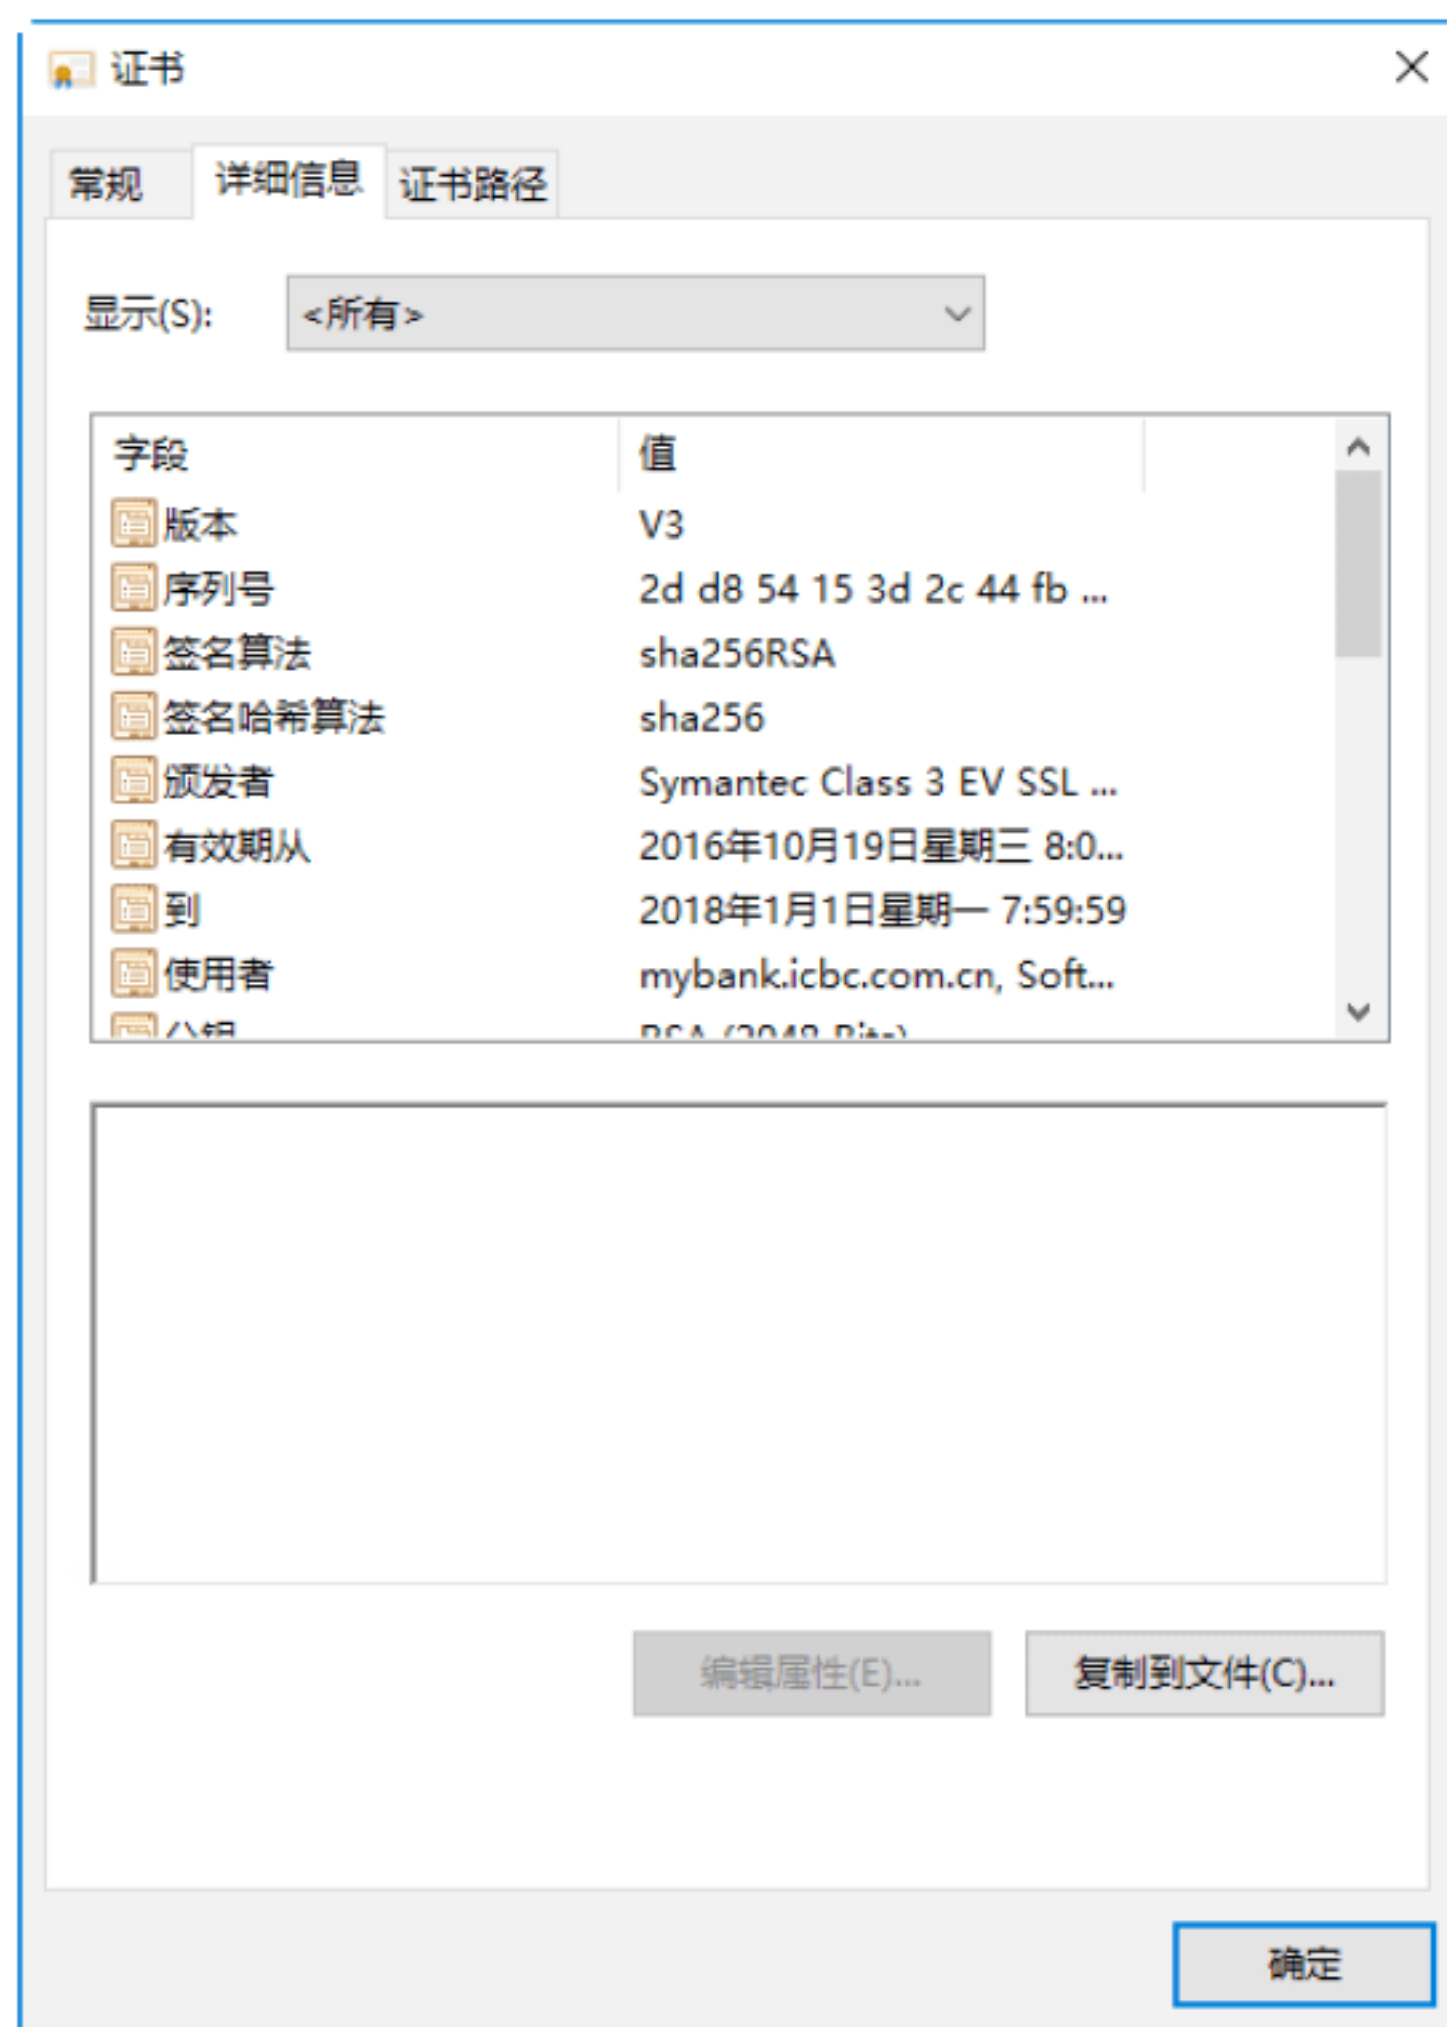 证书
常规 详细信息 证书路径
显示(S): <所有>
字段 值
版本 V3
序列号 2d d8 54 15 3d 2c 44 fb ...
签名算法 sha256RSA
签名哈希算法 sha256
颁发者 Symantec Class 3 EV SSL ...
有效期从 2016年10月19日星期三 8:0...
到 2018年1月1日星期一 7:59:59
使用者 mybank.icbc.com.cn, Soft...
公钥 RSA (2048 Bits)
编辑属性(E)... 复制到文件(C)...
确定